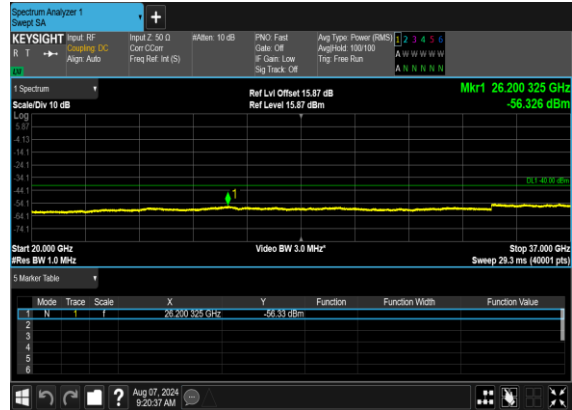 Spectrum Analyzer 1
Swept SA
+
KEYSIGHT Input: RF Input Z: 50 Ω #Atten: 10 dB PNO: Fast Avg Type: Power (RMS) 1 2 3 4 5 6
R T Coupling: DC Corr CCorr Gate: Off Avg|Hold: 100/100 A W W W W W
Align: Auto Freq Ref: Int (S) IF Gain: Low Trig: Free Run
Sig Track: Off A N N N N N
1 Spectrum Ref Lvl Offset 15.87 dB Mkr1 26.200 325 GHz
Scale/Div 10 dB Ref Level 15.87 dBm -56.326 dBm
Log
5.87
-4.13
-14.1
-24.1
-34.1 DL1 -40.00 dBm
-44.1
1
-54.1
-64.1
-74.1
Start 20.000 GHz Video BW 3.0 MHz* Stop 37.000 GHz
#Res BW 1.0 MHz Sweep 29.3 ms (40001 pts)
5 Marker Table
Mode Trace Scale X Y Function Function Width Function Value
1 N 1 f 26.200 325 GHz -56.33 dBm
2
3
4
5
6
? Aug 07, 2024
9:20:37 AM